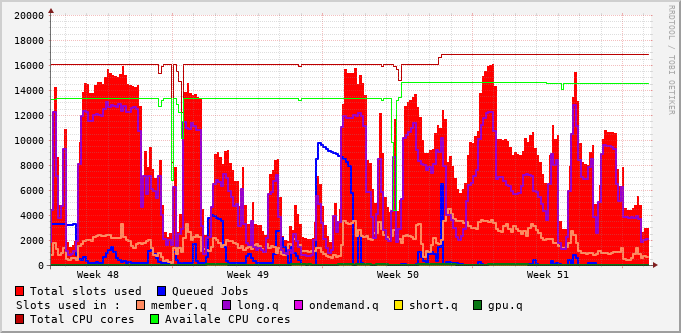 20000
18000
16000
14000
12000
10000
8000
6000
4000
2000
0
Week 48 Week 49 Week 50 Week 51
RRDTOOL / TOBI OETIKER
Total slots used Queued Jobs
Slots used in : member.q long.q ondemand.q short.q gpu.q
Total CPU cores Availale CPU cores